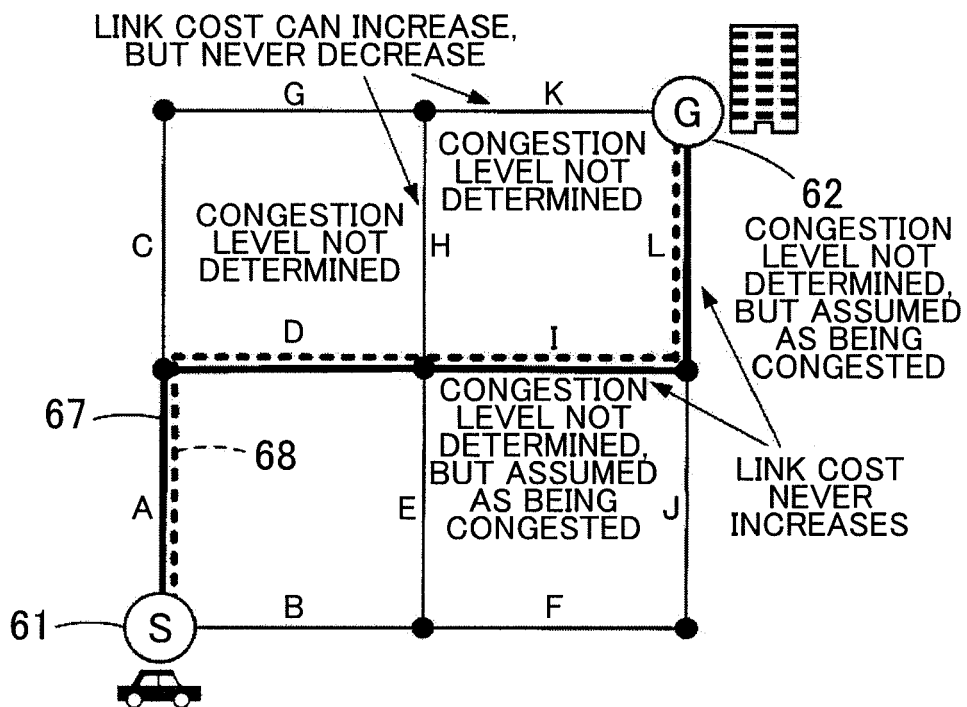 LINK COST CAN INCREASE,
BUT NEVER DECREASE
G
K
G
CONGESTION
LEVEL NOT
DETERMINED
62
CONGESTION
LEVEL NOT
DETERMINED
C
H
L
CONGESTION
LEVEL NOT
DETERMINED,
BUT ASSUMED
AS BEING
CONGESTED
D
I
67
68
CONGESTION
LEVEL NOT
DETERMINED,
BUT ASSUMED
AS BEING
CONGESTED
LINK COST
NEVER
INCREASES
A
E
J
61
S
B
F